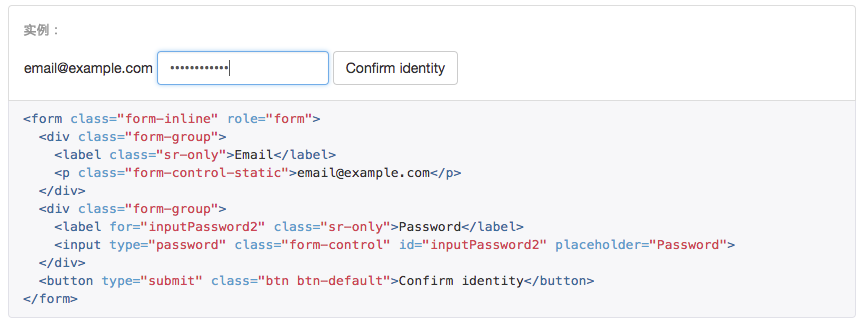 实例：
email@example.com •••••••••••• Confirm identity
<form class="form-inline" role="form">
  <div class="form-group">
    <label class="sr-only">Email</label>
    <p class="form-control-static">email@example.com</p>
  </div>
  <div class="form-group">
    <label for="inputPassword2" class="sr-only">Password</label>
    <input type="password" class="form-control" id="inputPassword2" placeholder="Password">
  </div>
  <button type="submit" class="btn btn-default">Confirm identity</button>
</form>